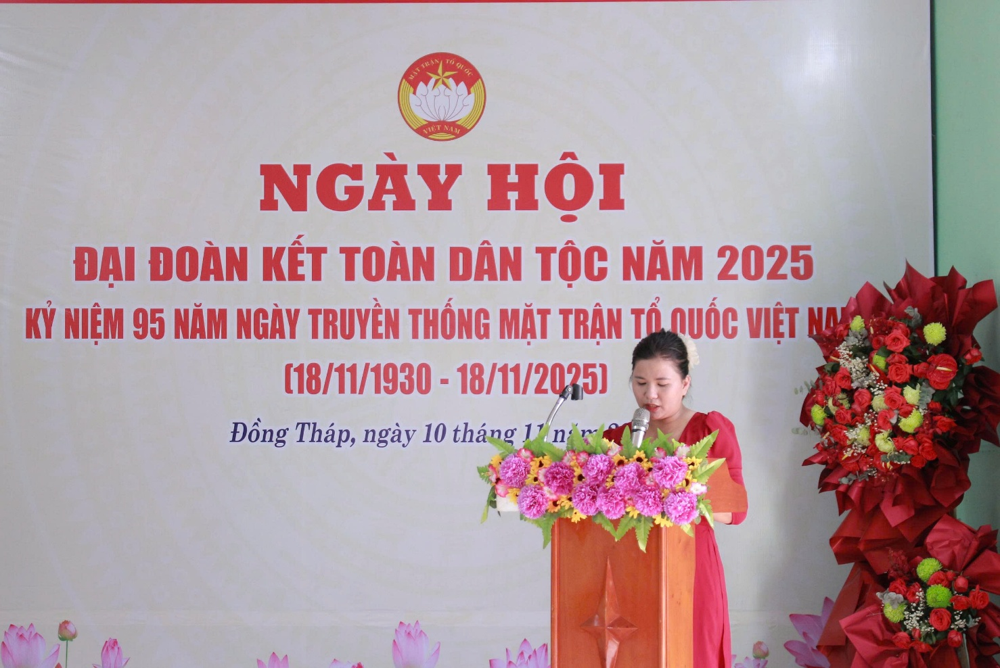 MẶT TRẬN TỔ QUỐC
VIỆT NAM
NGÀY HỘI
ĐẠI ĐOÀN KẾT TOÀN DÂN TỘC NĂM 2025
KỶ NIỆM 95 NĂM NGÀY TRUYỀN THỐNG MẶT TRẬN TỔ QUỐC VIỆT
(18/11/1930 - 18/11/2025)
Đồng Tháp, ngày 10 tháng 11 năm